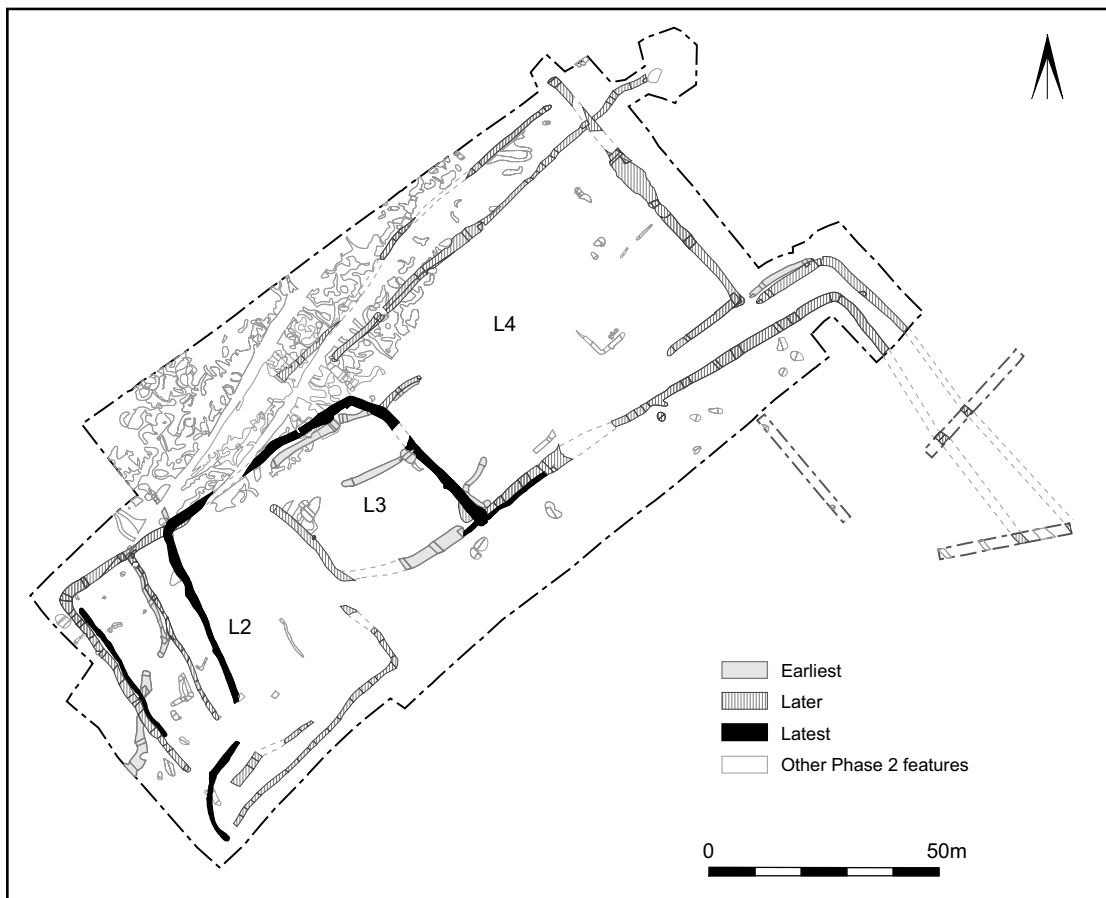 L4
L3
L2
Earliest
Later
Latest
Other Phase 2 features
0 50m